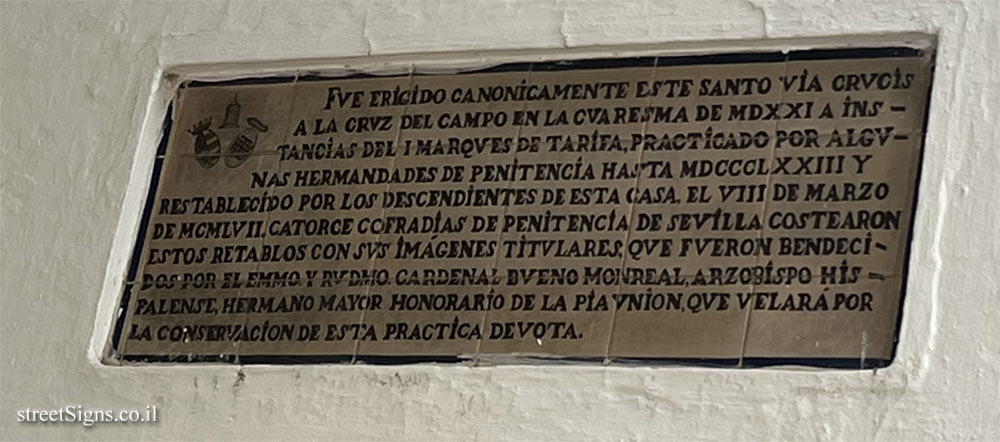 FVE ERIGIDO CANONICAMENTE ESTE SANTO VIA CRVCIS
A LA CRVZ DEL CAMPO EN LA CVARESMA DE MDXXI A INS-
TANCIAS DEL I MARQVES DE TARIFA, PRACTICADO POR ALGV-
NAS HERMANDADES DE PENITENCIA HASTA MDCCCLXXIII Y
RESTABLECIDO POR LOS DESCENDIENTES DE ESTA CASA, EL VIII DE MARZO
DE MCMLVII, CATORCE COFRADIAS DE PENITENCIA DE SEVILLA COSTEARON
ESTOS RETABLOS CON SVS IMÁGENES TITVLARES, QVE FVERON BENDECI-
DOS POR EL EMMO. Y RVDMO. CARDENAL BVENO MONREAL, ARZOBISPO HIS-
PALENSE, HERMANO MAYOR HONORARIO DE LA PIA VNION, QVE VELARÁ POR
LA CONSERVACION DE ESTA PRACTICA DEVOTA.
streetSigns.co.il